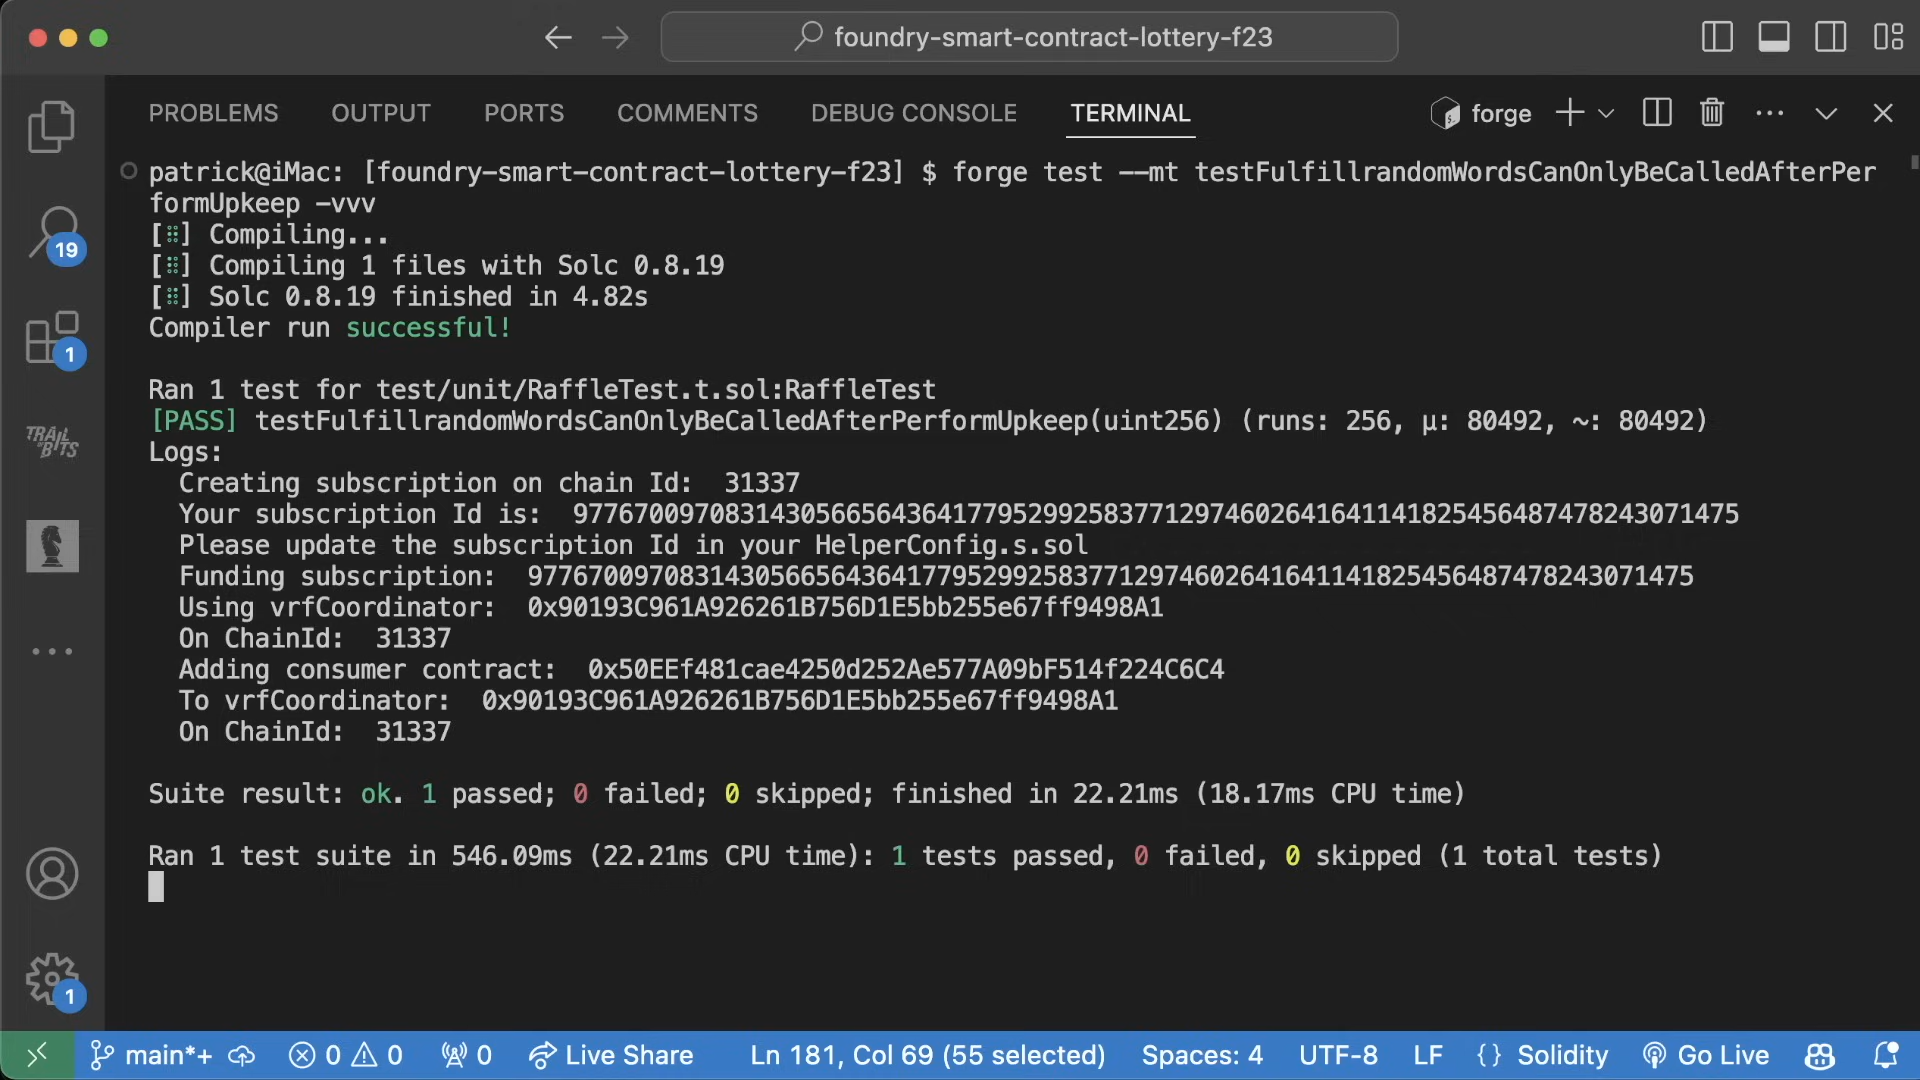 foundry-smart-contract-lottery-f23
PROBLEMS OUTPUT PORTS COMMENTS DEBUG CONSOLE TERMINAL forge
patrick@iMac: [foundry-smart-contract-lottery-f23] $ forge test --mt testFulfillrandomWordsCanOnlyBeCalledAfterPer
formUpkeep -vvv
[⠿] Compiling...
[⠿] Compiling 1 files with Solc 0.8.19
[⠿] Solc 0.8.19 finished in 4.82s
Compiler run successful!
Ran 1 test for test/unit/RaffleTest.t.sol:RaffleTest
[PASS] testFulfillrandomWordsCanOnlyBeCalledAfterPerformUpkeep(uint256) (runs: 256, μ: 80492, ~: 80492)
Logs:
Creating subscription on chain Id:  31337
Your subscription Id is:  97767009708314305665643641779529925837712974602641641141825456487478243071475
Please update the subscription Id in your HelperConfig.s.sol
Funding subscription:  97767009708314305665643641779529925837712974602641641141825456487478243071475
Using vrfCoordinator:  0x90193C961A926261B756D1E5bb255e67ff9498A1
On ChainId:  31337
Adding consumer contract:  0x50EEf481cae4250d252Ae577A09bF514f224C6C4
To vrfCoordinator:  0x90193C961A926261B756D1E5bb255e67ff9498A1
On ChainId:  31337
Suite result: ok. 1 passed; 0 failed; 0 skipped; finished in 22.21ms (18.17ms CPU time)
Ran 1 test suite in 546.09ms (22.21ms CPU time): 1 tests passed, 0 failed, 0 skipped (1 total tests)
19
1
TRAIL
OF
BITS
1
main*+ 0 0 0 Live Share Ln 181, Col 69 (55 selected) Spaces: 4 UTF-8 LF {} Solidity Go Live